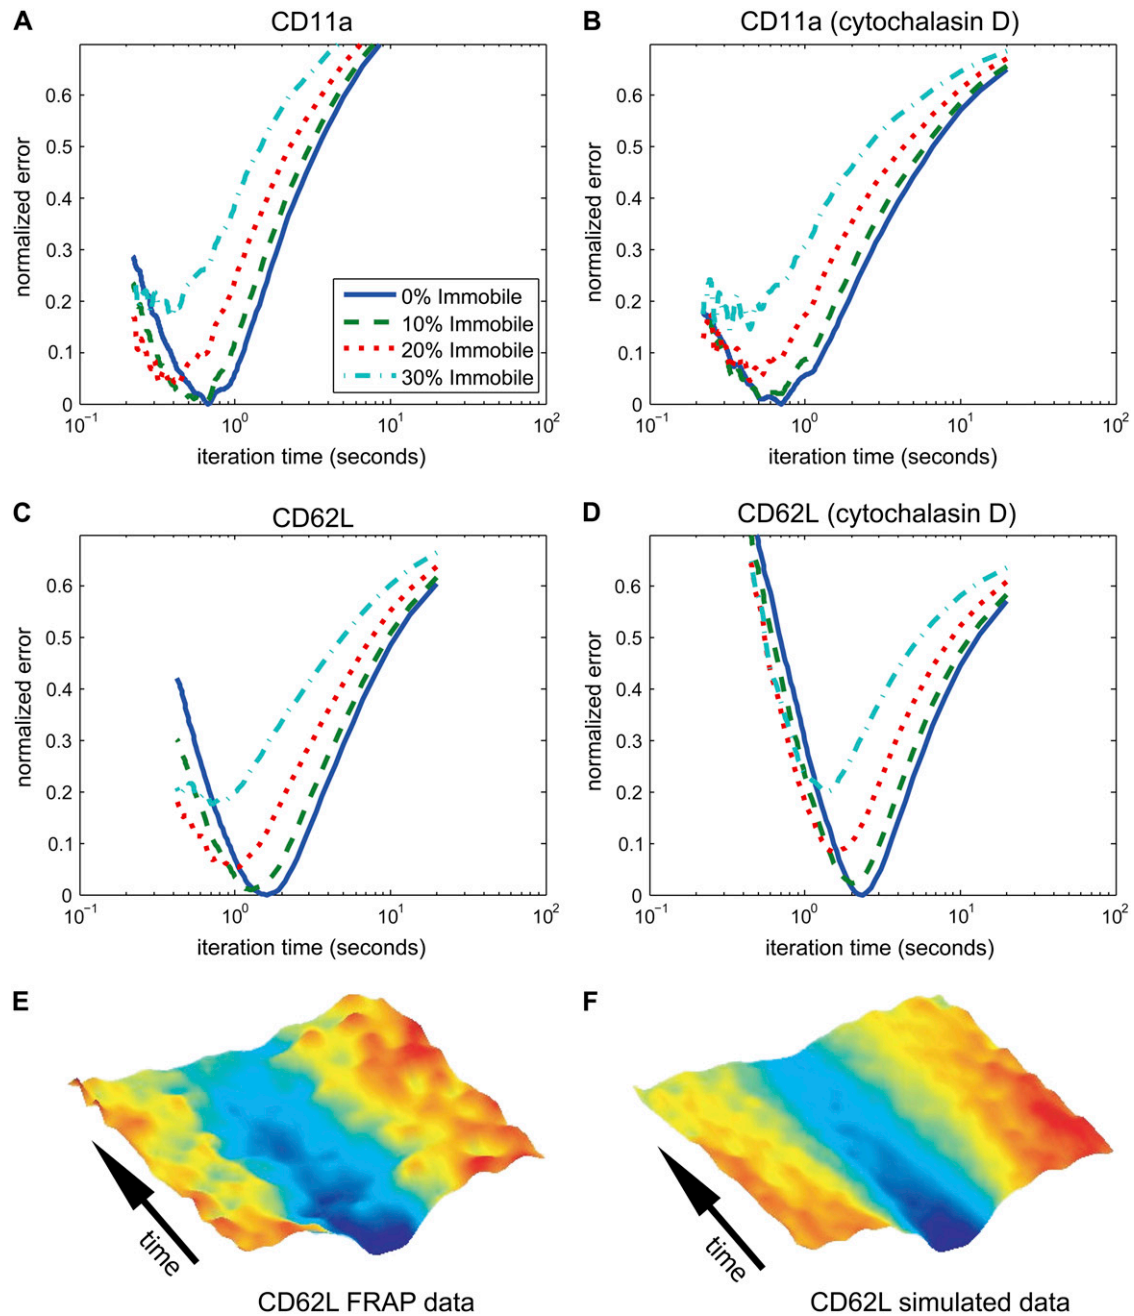 A
CD11a
0.6
0.5
0.4
0.3
0.2
0.1
0
normalized error
10⁻¹ 10⁰ 10¹ 10²
iteration time (seconds)
0% Immobile
10% Immobile
20% Immobile
30% Immobile
B
CD11a (cytochalasin D)
0.6
0.5
0.4
0.3
0.2
0.1
0
normalized error
10⁻¹ 10⁰ 10¹ 10²
iteration time (seconds)
C
CD62L
0.6
0.5
0.4
0.3
0.2
0.1
0
normalized error
10⁻¹ 10⁰ 10¹ 10²
iteration time (seconds)
D
CD62L (cytochalasin D)
0.6
0.5
0.4
0.3
0.2
0.1
0
normalized error
10⁻¹ 10⁰ 10¹ 10²
iteration time (seconds)
E
time
CD62L FRAP data
F
time
CD62L simulated data